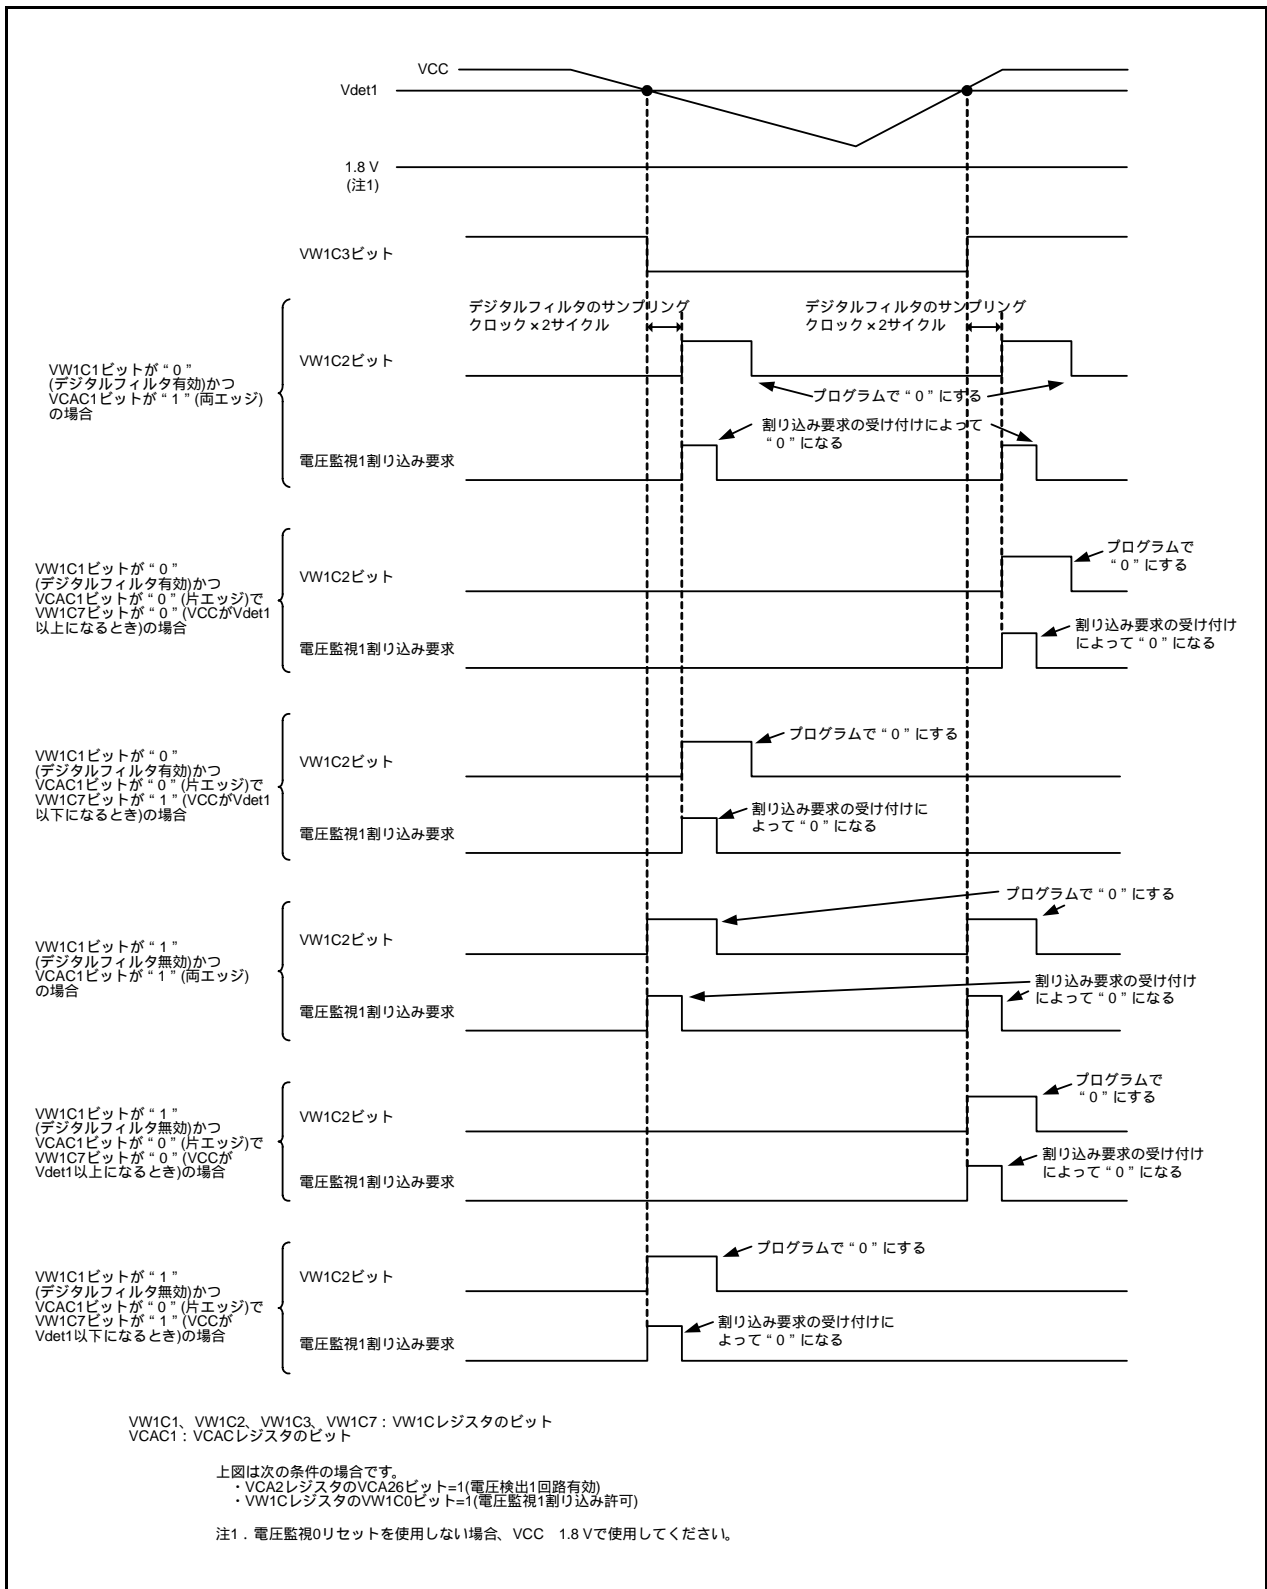 VCC
Vdet1
1.8 V
(注1)
VW1C3ビット
デジタルフィルタのサンプリング
クロック×2サイクル
デジタルフィルタのサンプリング
クロック×2サイクル
VW1C1ビットが“0”
(デジタルフィルタ有効)かつ
VCAC1ビットが“1”(両エッジ)
の場合
VW1C2ビット
プログラムで“0”にする
割り込み要求の受け付けによって
“0”になる
電圧監視1割り込み要求
VW1C1ビットが“0”
(デジタルフィルタ有効)かつ
VCAC1ビットが“0”(片エッジ)で
VW1C7ビットが“0”(VCCがVdet1
以上になるとき)の場合
VW1C2ビット
プログラムで
“0”にする
電圧監視1割り込み要求
割り込み要求の受け付け
によって“0”になる
VW1C1ビットが“0”
(デジタルフィルタ有効)かつ
VCAC1ビットが“0”(片エッジ)で
VW1C7ビットが“1”(VCCがVdet1
以下になるとき)の場合
VW1C2ビット
プログラムで“0”にする
電圧監視1割り込み要求
割り込み要求の受け付けに
よって“0”になる
VW1C1ビットが“1”
(デジタルフィルタ無効)かつ
VCAC1ビットが“1”(両エッジ)
の場合
VW1C2ビット
プログラムで“0”にする
電圧監視1割り込み要求
割り込み要求の受け付け
によって“0”になる
VW1C1ビットが“1”
(デジタルフィルタ無効)かつ
VCAC1ビットが“0”(片エッジ)で
VW1C7ビットが“0”(VCCが
Vdet1以上になるとき)の場合
VW1C2ビット
プログラムで
“0”にする
電圧監視1割り込み要求
割り込み要求の受け付け
によって“0”になる
VW1C1ビットが“1”
(デジタルフィルタ無効)かつ
VCAC1ビットが“0”(片エッジ)で
VW1C7ビットが“1”(VCCが
Vdet1以下になるとき)の場合
VW1C2ビット
プログラムで“0”にする
電圧監視1割り込み要求
割り込み要求の受け付けに
よって“0”になる
VW1C1、VW1C2、VW1C3、VW1C7：VW1Cレジスタのビット
VCAC1：VCACレジスタのビット
上図は次の条件の場合です。
・VCA2レジスタのVCA26ビット=1(電圧検出1回路有効)
・VW1CレジスタのVW1C0ビット=1(電圧監視1割り込み許可)
注1．電圧監視0リセットを使用しない場合、VCC　1.8 Vで使用してください。